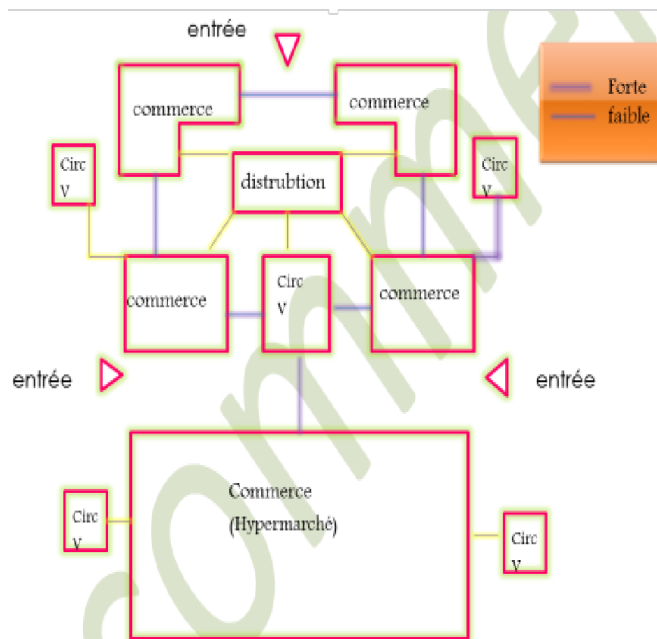 entrée
commerce
commerce
Forte
faible
Circ
V
distrubtion
Circ
V
commerce
Circ
V
commerce
entrée
entrée
Commerce
(Hypermarché)
Circ
V
Circ
V